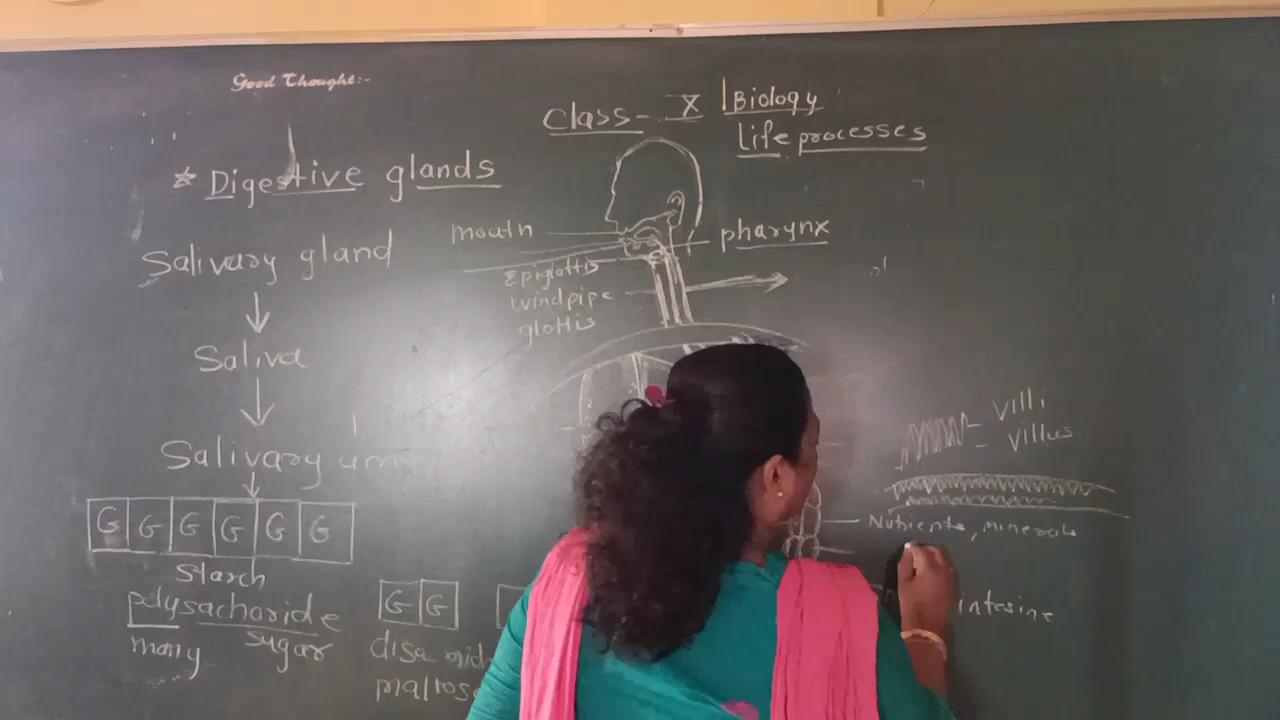 Good Thought:-
Class - X Biology
Life processes
* Digestive glands
Salivary gland
Saliva
Salivary
G G G G G G
Starch
polysacharide
many sugar
G G
disa
maltose
mouth
pharynx
Epiglottis
windpipe
glottis
villi
villus
Nutrients, minerals
intesine